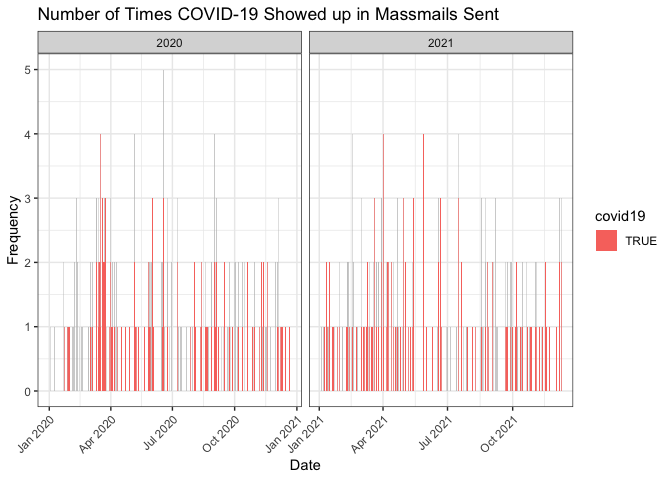 Number of Times COVID-19 Showed up in Massmails Sent
2020
2021
5
4
3
2
1
0
Frequency
Jan 2020
Apr 2020
Jul 2020
Oct 2020
Jan 2021
Jan 2021
Apr 2021
Jul 2021
Oct 2021
Date
covid19
TRUE